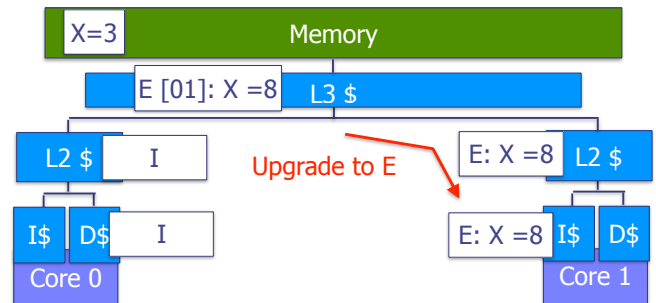 X=3
Memory
E [01]: X =8
L3 $
L2 $
I
Upgrade to E
E: X =8
L2 $
I$
D$
I
E: X =8
I$
D$
Core 0
Core 1